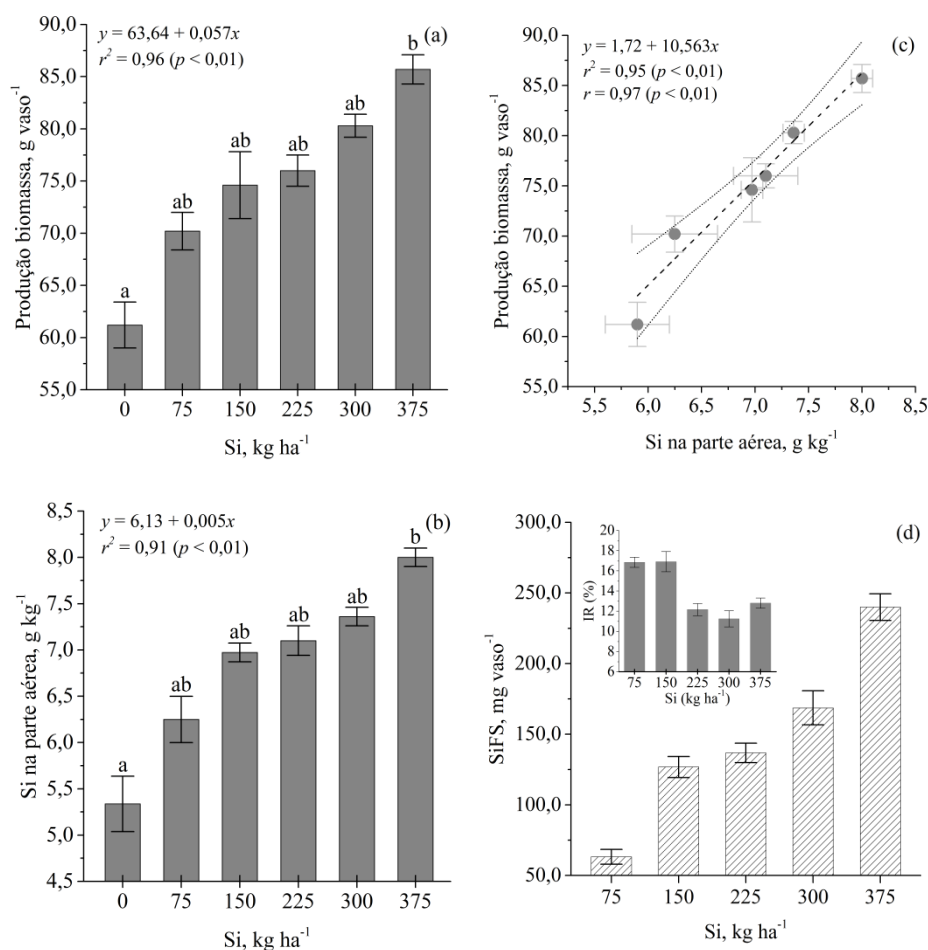 y = 63,64 + 0,057x
r² = 0,96 (p < 0,01)
(a)
a
ab
ab
ab
ab
b
90,0
85,0
80,0
75,0
70,0
65,0
60,0
55,0
Produção biomassa, g vaso⁻¹
0 75 150 225 300 375
Si, kg ha⁻¹
y = 1,72 + 10,563x
r² = 0,95 (p < 0,01)
r = 0,97 (p < 0,01)
(c)
90,0
85,0
80,0
75,0
70,0
65,0
60,0
55,0
Produção biomassa, g vaso⁻¹
5,5 6,0 6,5 7,0 7,5 8,0 8,5
Si na parte aérea, g kg⁻¹
y = 6,13 + 0,005x
r² = 0,91 (p < 0,01)
(b)
a
ab
ab
ab
ab
b
8,5
8,0
7,5
7,0
6,5
6,0
5,5
5,0
4,5
Si na parte aérea, g kg⁻¹
0 75 150 225 300 375
Si, kg ha⁻¹
(d)
300,0
250,0
200,0
150,0
100,0
50,0
SiFS, mg vaso⁻¹
20
18
16
14
12
10
8
6
IR (%)
75 150 225 300 375
Si (kg ha⁻¹)
75 150 225 300 375
Si, kg ha⁻¹